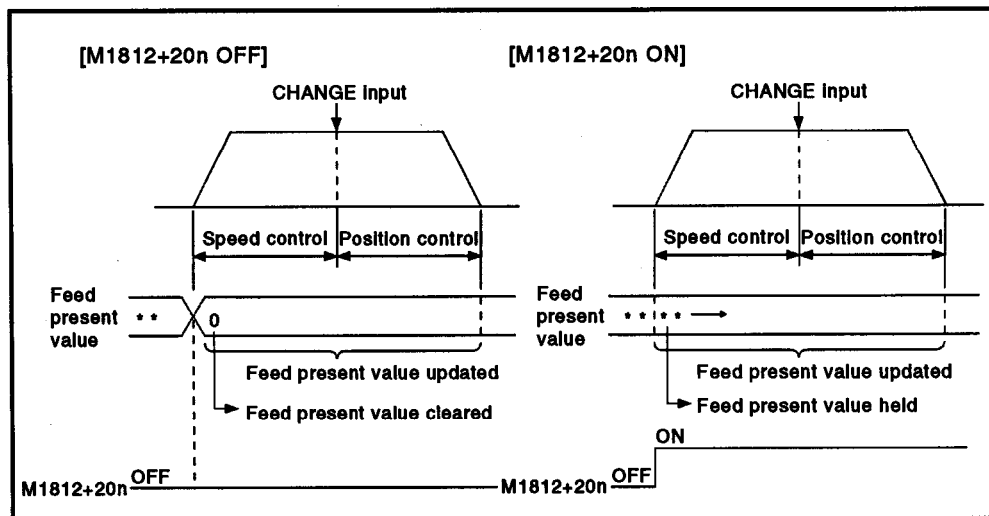 [M1812+20n OFF]
CHANGE input
Speed control
Position control
Feed
present
value
* *
0
Feed present value updated
Feed present value cleared
M1812+20n
OFF
[M1812+20n ON]
CHANGE input
Speed control
Position control
Feed
present
value
* * * *
Feed present value updated
Feed present value held
ON
M1812+20n
OFF